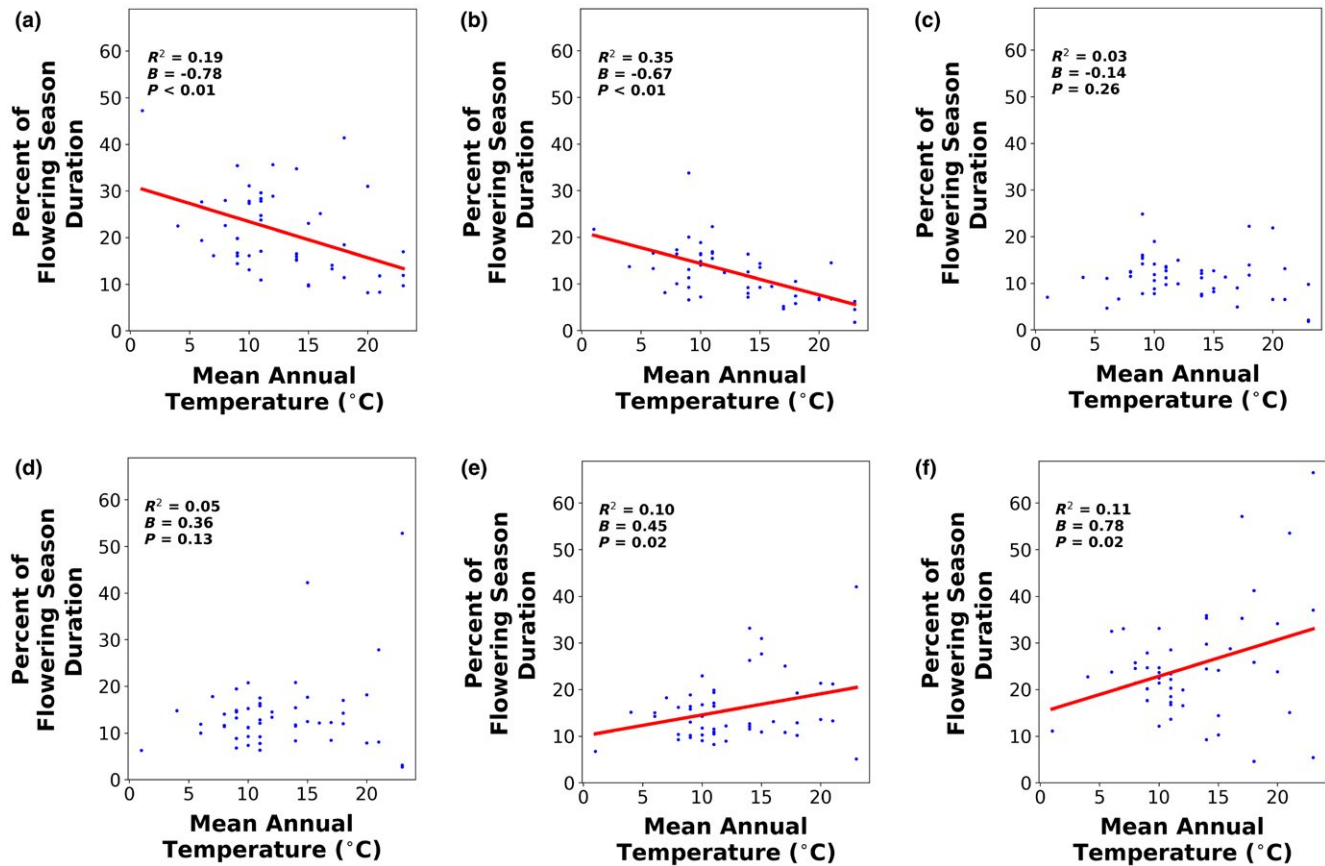 (a)
R² = 0.19
B = -0.78
P < 0.01
Percent of
Flowering Season
Duration
60
50
40
30
20
10
0
0 5 10 15 20
Mean Annual
Temperature (°C)
(b)
R² = 0.35
B = -0.67
P < 0.01
Percent of
Flowering Season
Duration
60
50
40
30
20
10
0
0 5 10 15 20
Mean Annual
Temperature (°C)
(c)
R² = 0.03
B = -0.14
P = 0.26
Percent of
Flowering Season
Duration
60
50
40
30
20
10
0
0 5 10 15 20
Mean Annual
Temperature (°C)
(d)
R² = 0.05
B = 0.36
P = 0.13
Percent of
Flowering Season
Duration
60
50
40
30
20
10
0
0 5 10 15 20
Mean Annual
Temperature (°C)
(e)
R² = 0.10
B = 0.45
P = 0.02
Percent of
Flowering Season
Duration
60
50
40
30
20
10
0
0 5 10 15 20
Mean Annual
Temperature (°C)
(f)
R² = 0.11
B = 0.78
P = 0.02
Percent of
Flowering Season
Duration
60
50
40
30
20
10
0
0 5 10 15 20
Mean Annual
Temperature (°C)